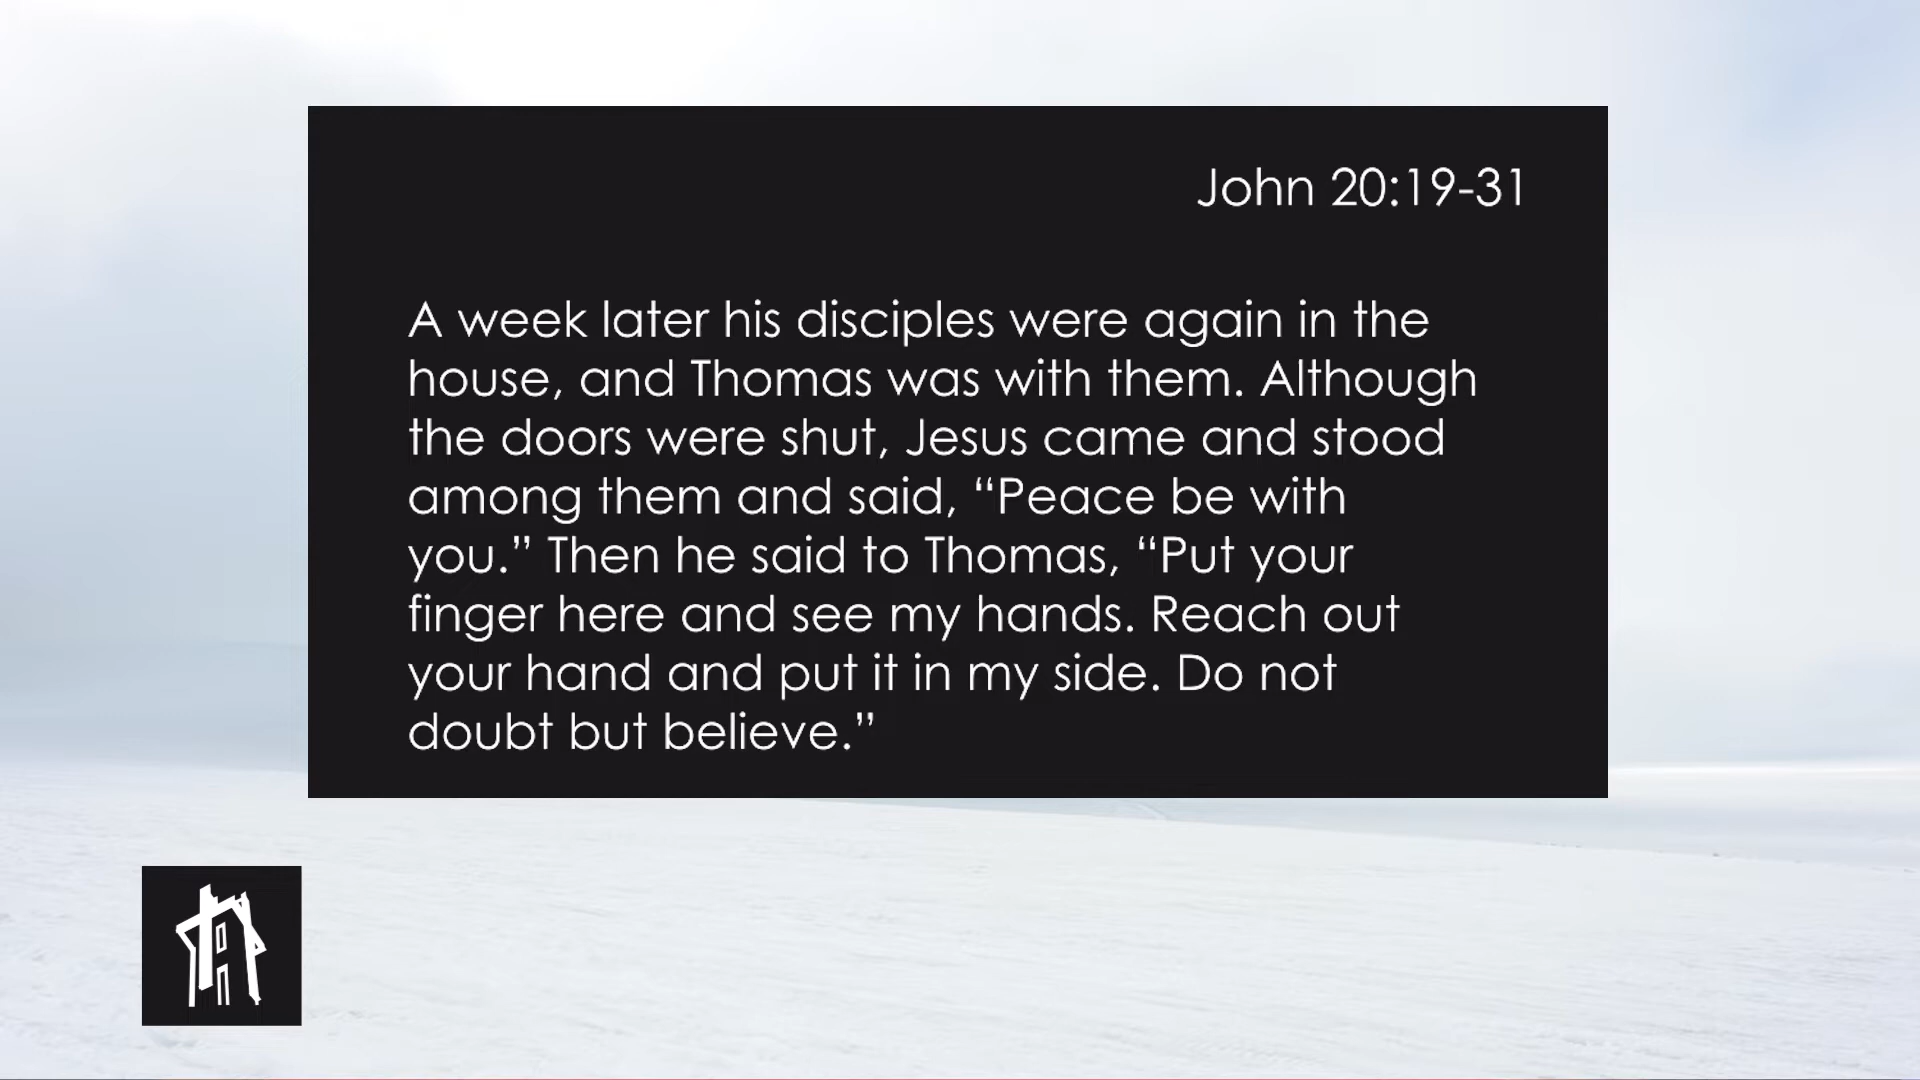 John 20:19-31
A week later his disciples were again in the
house, and Thomas was with them. Although
the doors were shut, Jesus came and stood
among them and said, “Peace be with
you.” Then he said to Thomas, “Put your
finger here and see my hands. Reach out
your hand and put it in my side. Do not
doubt but believe.”